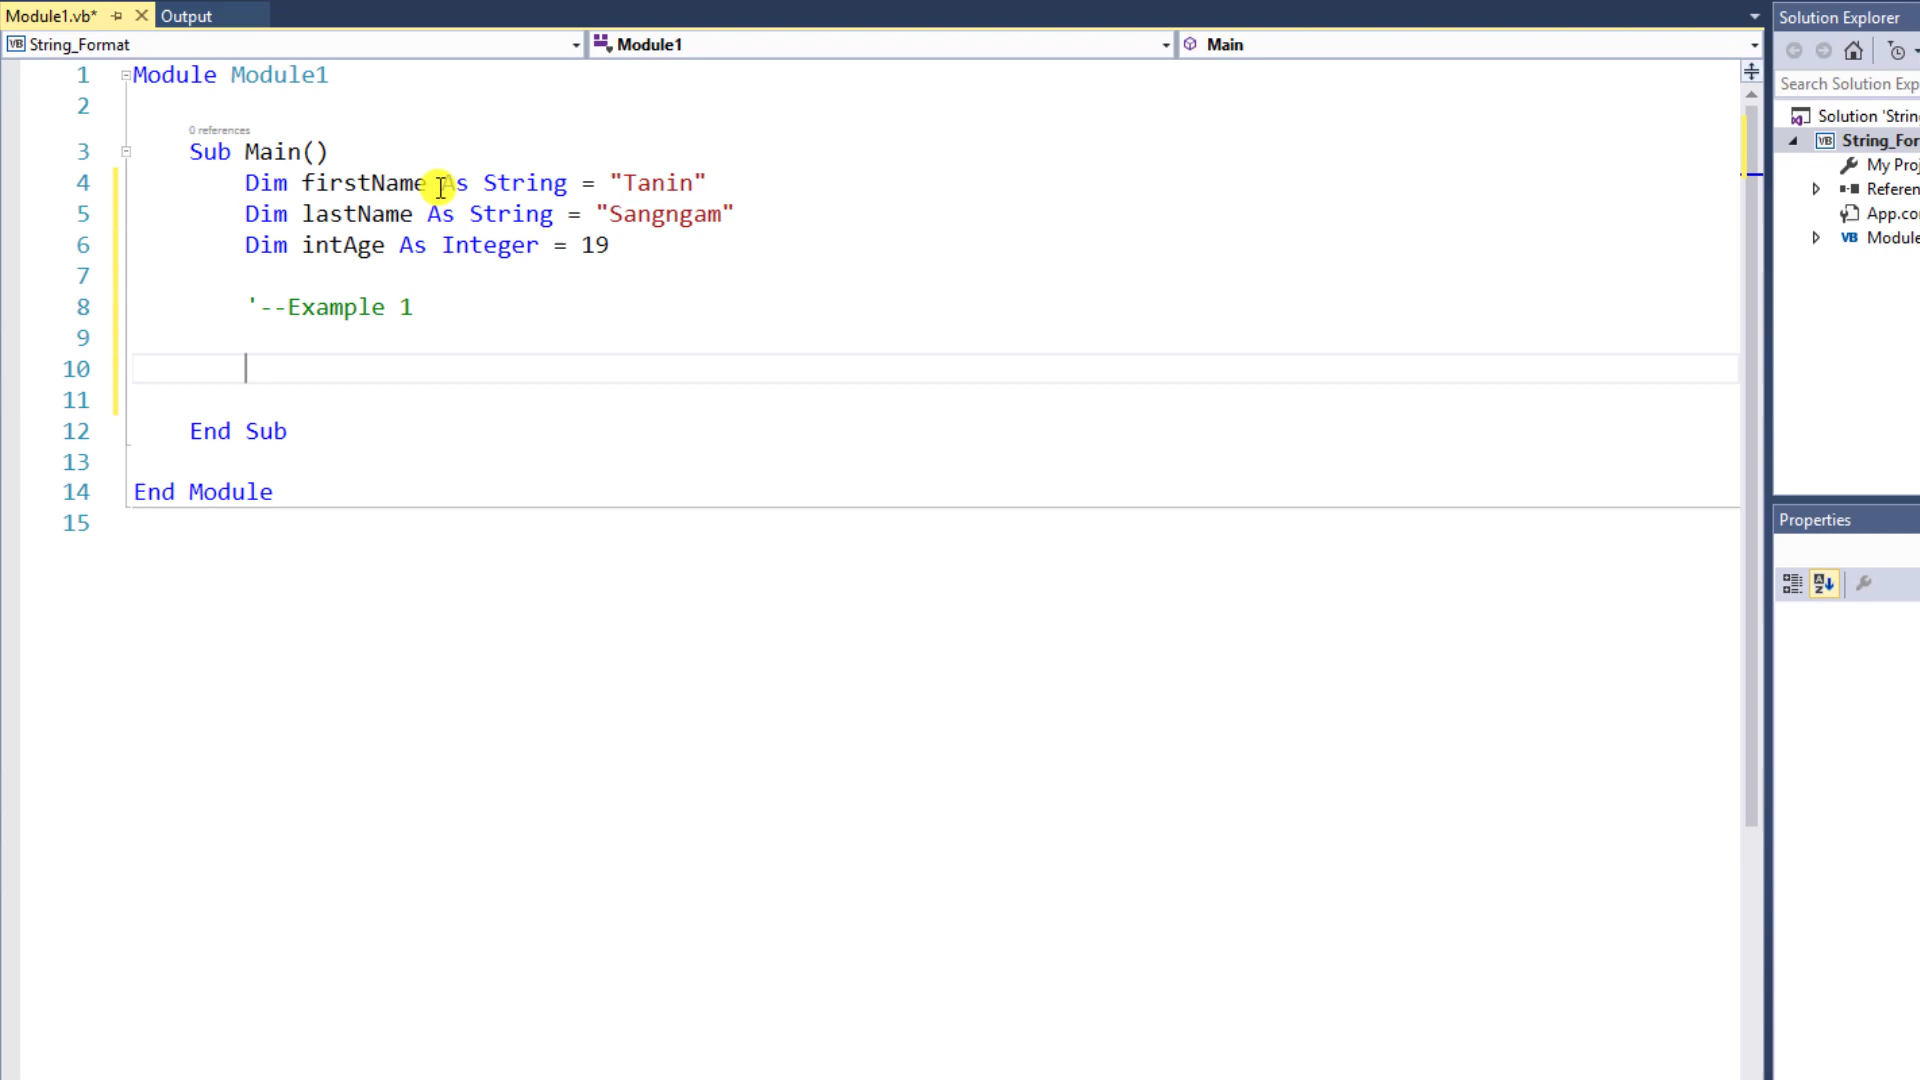 Module1.vb*
Output
Solution Explorer
String_Format
Module1
Main
Search Solution Exp
Solution 'String
String_For
My Proj
Referen
App.co
Module
1 Module Module1
2
0 references
3 Sub Main()
4 Dim firstName As String = "Tanin"
5 Dim lastName As String = "Sangngam"
6 Dim intAge As Integer = 19
7
8 '--Example 1
9
10
11
12 End Sub
13
14 End Module
15
Properties